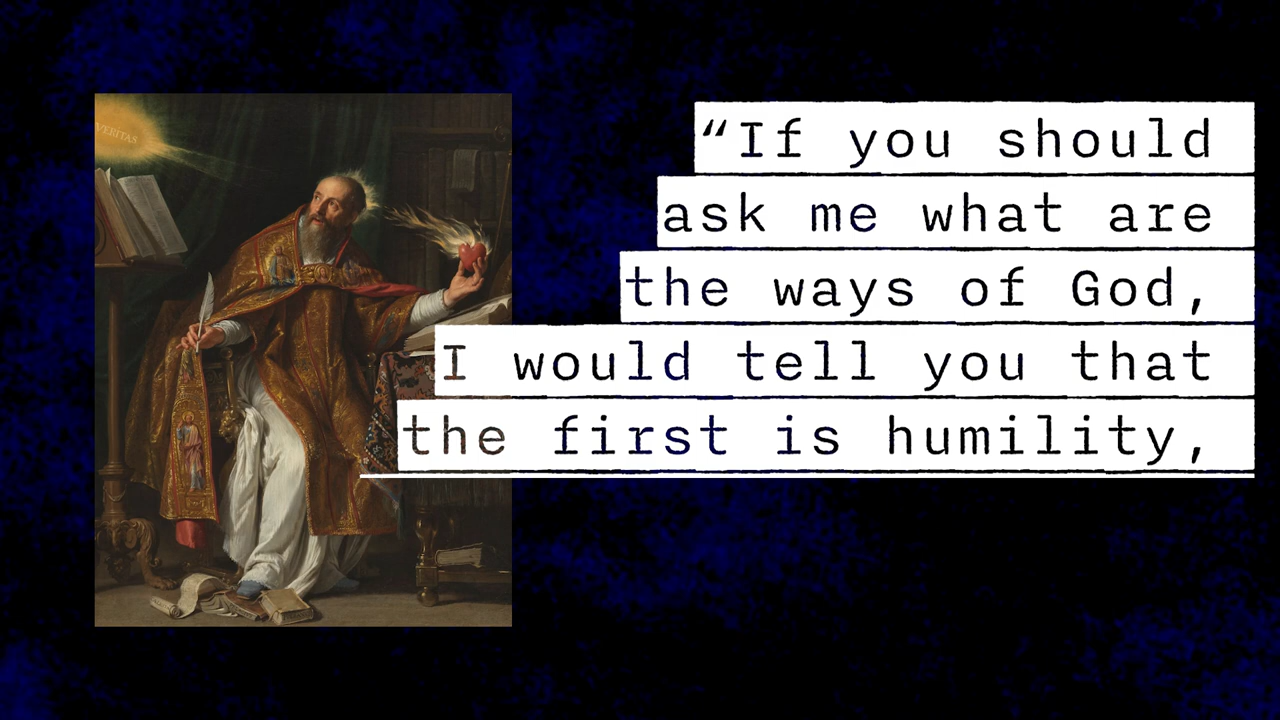 VERITAS
“If you should
ask me what are
the ways of God,
I would tell you that
the first is humility,